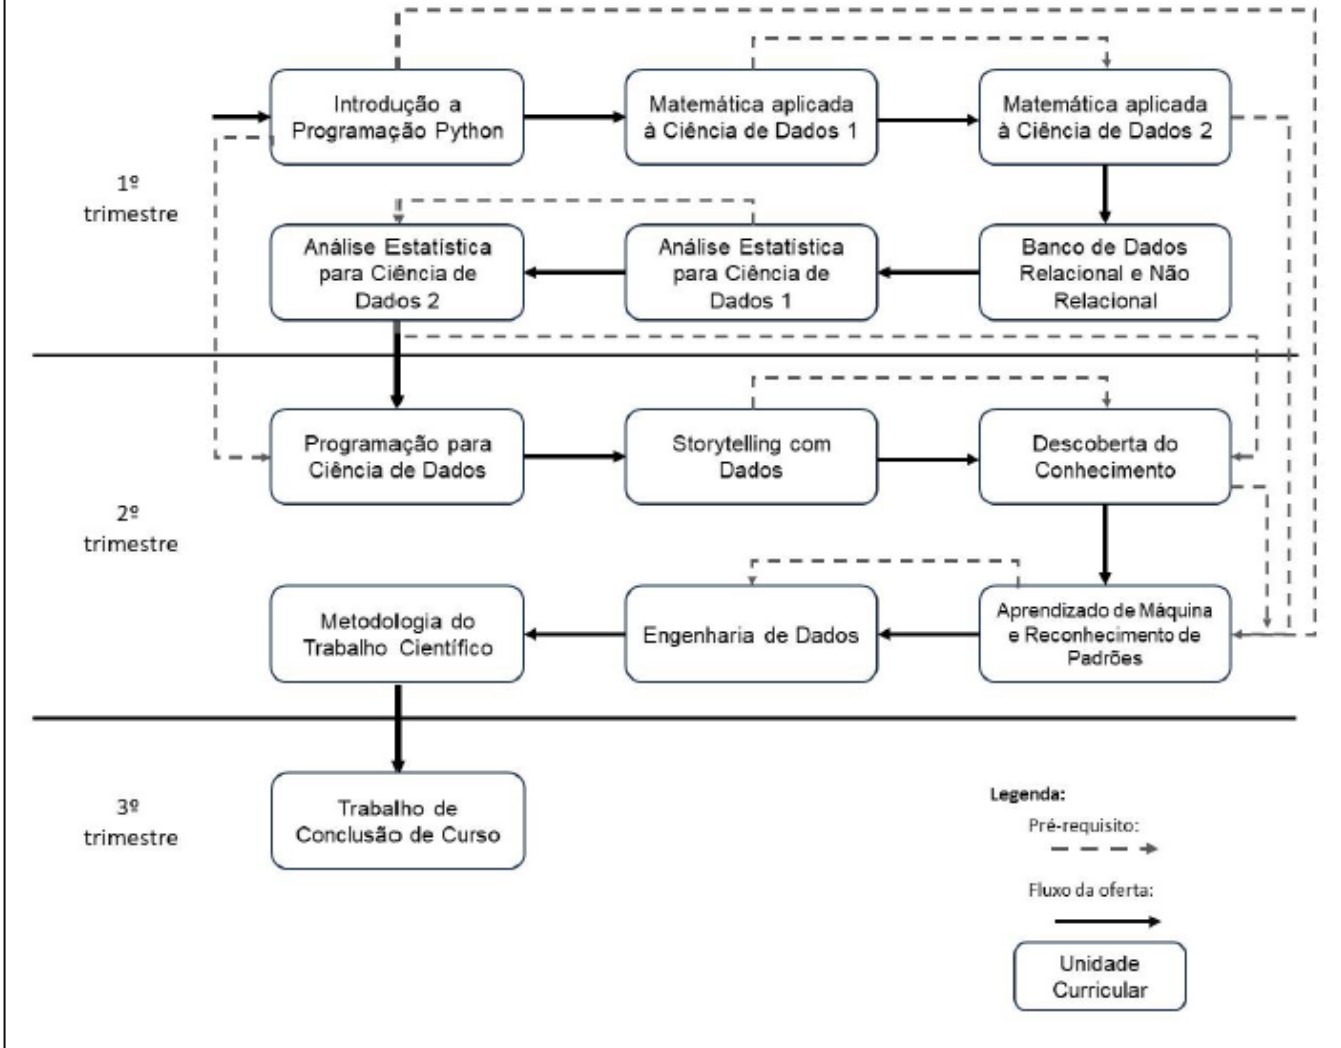 Introdução a
Programação Python
Matemática aplicada
à Ciência de Dados 1
Matemática aplicada
à Ciência de Dados 2
1º
trimestre
Análise Estatística
para Ciência de
Dados 2
Análise Estatística
para Ciência de
Dados 1
Banco de Dados
Relacional e Não
Relacional
Programação para
Ciência de Dados
Storytelling com
Dados
Descoberta do
Conhecimento
2º
trimestre
Metodologia do
Trabalho Científico
Engenharia de Dados
Aprendizado de Máquina
e Reconhecimento de
Padrões
3º
trimestre
Trabalho de
Conclusão de Curso
Legenda:
Pré-requisito:
Fluxo da oferta:
Unidade
Curricular